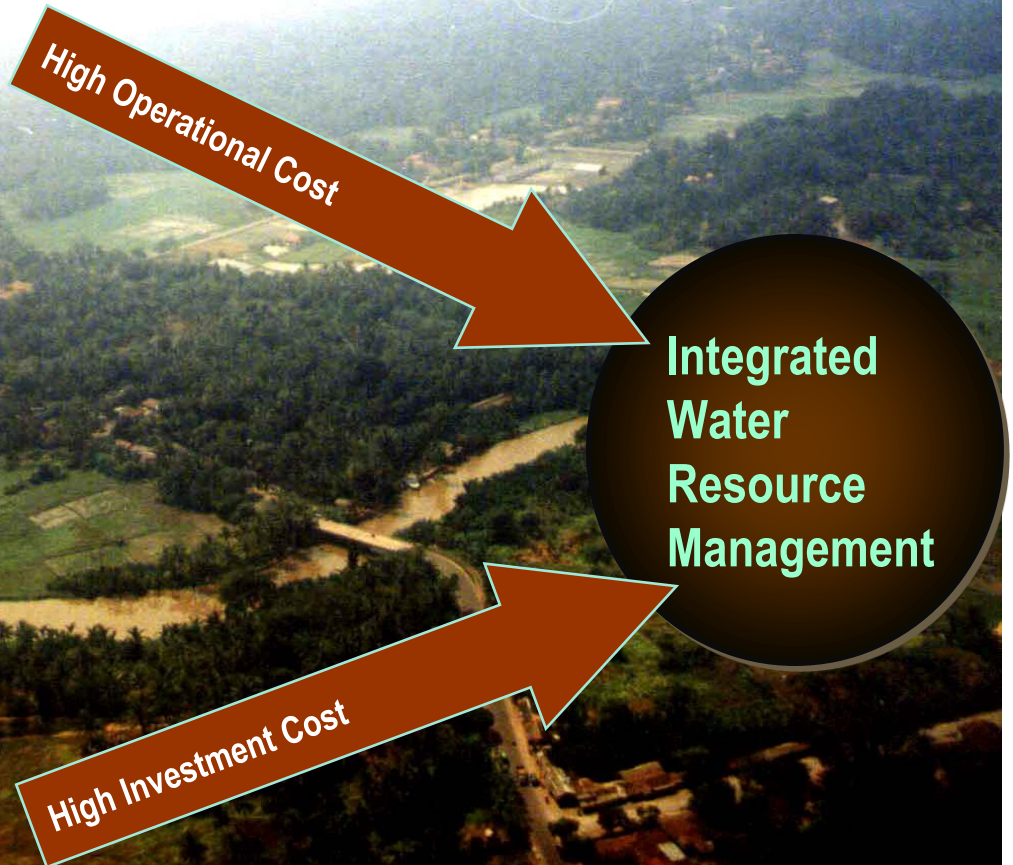 High Operational Cost
Integrated
Water
Resource
Management
High Investment Cost